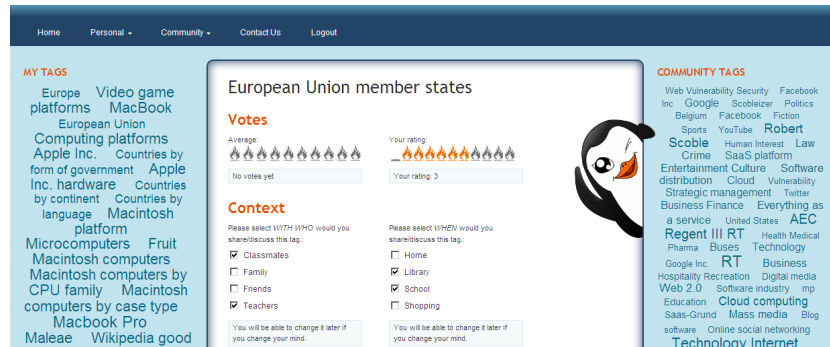 Home Personal Community Contact Us Logout
MY TAGS
Europe Video game
platforms MacBook
European Union
Computing platforms
Apple Inc. Countries by
form of government Apple
Inc. hardware Countries
by continent Countries by
language Macintosh
platform
Microcomputers Fruit
Macintosh computers
Macintosh computers by
CPU family Macintosh
computers by case type
Macbook Pro
Maleae Wikipedia good
European Union member states
Votes
Average:
No votes yet
Your rating:
Your rating: 3
Context
Please select WITH WHO would you
share/discuss this tag.:
Classmates
Family
Friends
Teachers
You will be able to change it later if
you change your mind.
Please select WHEN would you
share/discuss this tag.:
Home
Library
School
Shopping
You will be able to change it later if
you change your mind.
COMMUNITY TAGS
Web Vulnerability Security Facebook
Inc Google Scobleizer Politics
Belgium Facebook Fiction
Sports YouTube Robert
Scoble Human Interest Law
Crime SaaS platform
Entertainment Culture Software
distribution Cloud Vulnerability
Strategic management Twitter
Business Finance Everything as
a service United States AEC
Regent III RT Health Medical
Pharma Buses Technology
Google Inc. RT Business
Hospitality Recreation Digital media
Web 2.0 Software industry mp
Education Cloud computing
Saas-Grund Mass media Blog
software Online social networking
Technology Internet